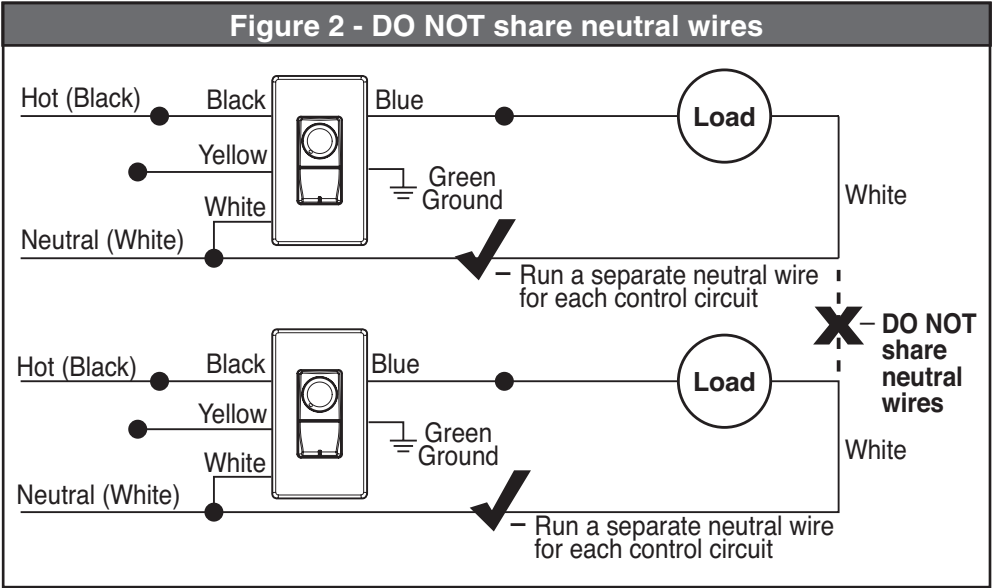 Figure 2 - DO NOT share neutral wires
Hot (Black)
Black
Blue
Load
Yellow
Green
Ground
White
White
Neutral (White)
– Run a separate neutral wire
for each control circuit
– DO NOT
share
neutral
wires
Hot (Black)
Black
Blue
Load
Yellow
Green
Ground
White
White
Neutral (White)
– Run a separate neutral wire
for each control circuit